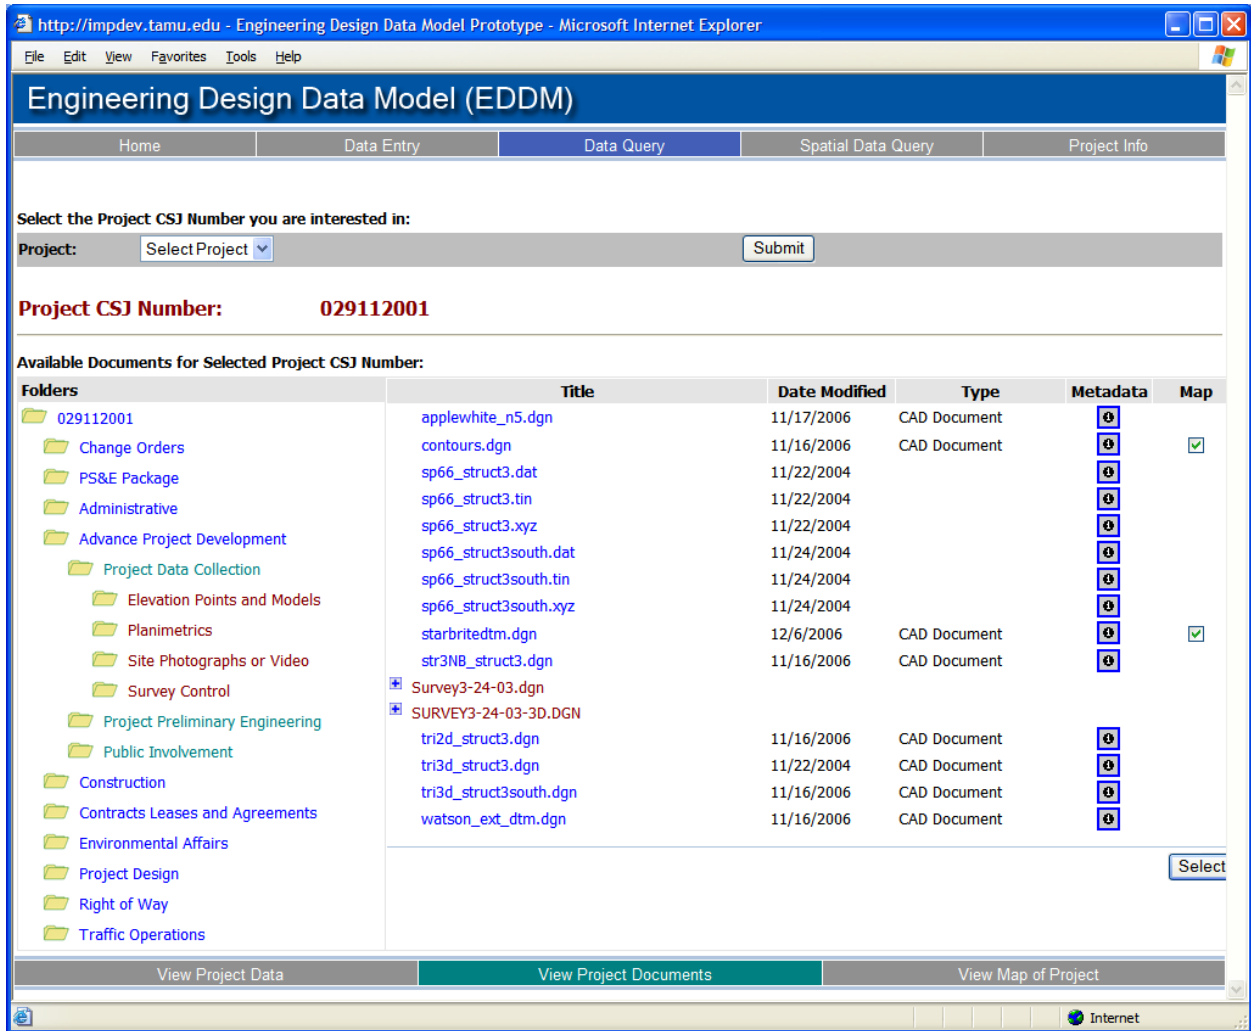 http://impdev.tamu.edu - Engineering Design Data Model Prototype - Microsoft Internet Explorer
File Edit View Favorites Tools Help
Engineering Design Data Model (EDDM)
Home Data Entry Data Query Spatial Data Query Project Info
Select the Project CSJ Number you are interested in:
Project: Select Project Submit
Project CSJ Number: 029112001
Available Documents for Selected Project CSJ Number:
Folders
029112001
Change Orders
PS&E Package
Administrative
Advance Project Development
Project Data Collection
Elevation Points and Models
Planimetrics
Site Photographs or Video
Survey Control
Project Preliminary Engineering
Public Involvement
Construction
Contracts Leases and Agreements
Environmental Affairs
Project Design
Right of Way
Traffic Operations
Title Date Modified Type Metadata Map
applewhite_n5.dgn 11/17/2006 CAD Document
contours.dgn 11/16/2006 CAD Document
sp66_struct3.dat 11/22/2004
sp66_struct3.tin 11/22/2004
sp66_struct3.xyz 11/22/2004
sp66_struct3south.dat 11/24/2004
sp66_struct3south.tin 11/24/2004
sp66_struct3south.xyz 11/24/2004
starbritedtm.dgn 12/6/2006 CAD Document
str3NB_struct3.dgn 11/16/2006 CAD Document
Survey3-24-03.dgn
SURVEY3-24-03-3D.DGN
tri2d_struct3.dgn 11/16/2006 CAD Document
tri3d_struct3.dgn 11/22/2004 CAD Document
tri3d_struct3south.dgn 11/16/2006 CAD Document
watson_ext_dtm.dgn 11/16/2006 CAD Document
Select
View Project Data View Project Documents View Map of Project
Internet